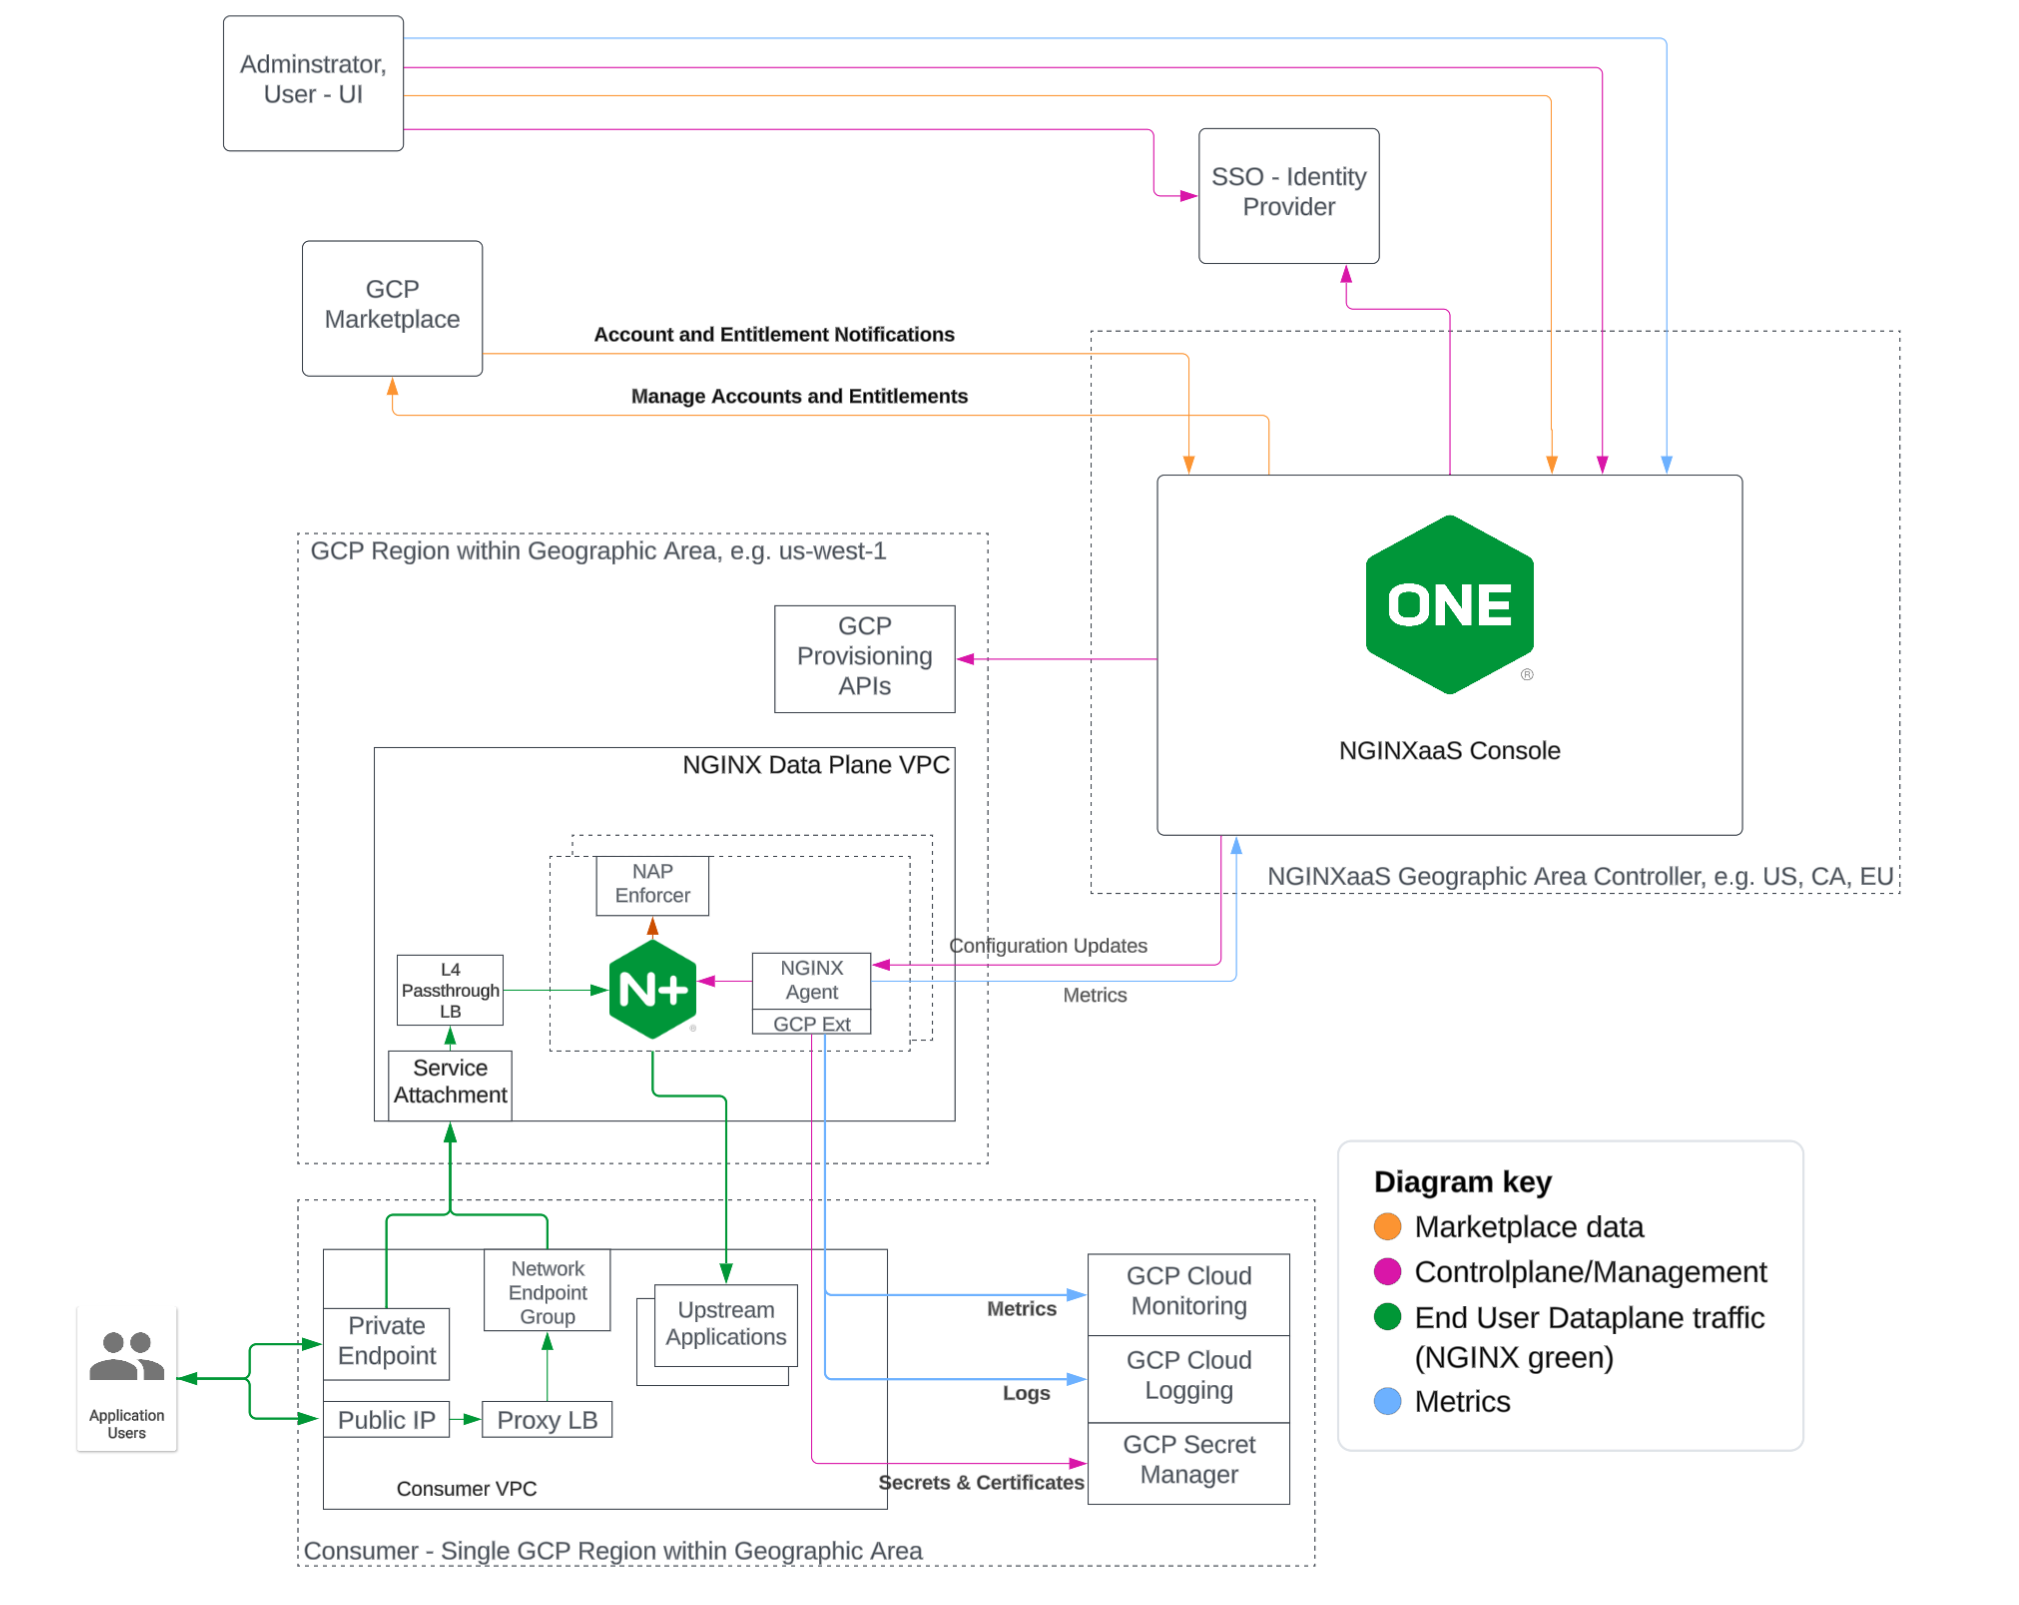 Adminstrator,
User - UI
SSO - Identity
Provider
GCP
Marketplace
Account and Entitlement Notifications
Manage Accounts and Entitlements
GCP Region within Geographic Area, e.g. us-west-1
GCP
Provisioning
APIs
ONE
®
NGINXaaS Console
NGINXaaS Geographic Area Controller, e.g. US, CA, EU
NGINX Data Plane VPC
NAP
Enforcer
L4
Passthrough
LB
N+
®
NGINX
Agent
GCP Ext
Configuration Updates
Metrics
Service
Attachment
Diagram key
Marketplace data
Controlplane/Management
End User Dataplane traffic
(NGINX green)
Metrics
Network
Endpoint
Group
Upstream
Applications
Private
Endpoint
Public IP
Proxy LB
Application
Users
Consumer VPC
Metrics
GCP Cloud
Monitoring
Logs
GCP Cloud
Logging
Secrets & Certificates
GCP Secret
Manager
Consumer - Single GCP Region within Geographic Area